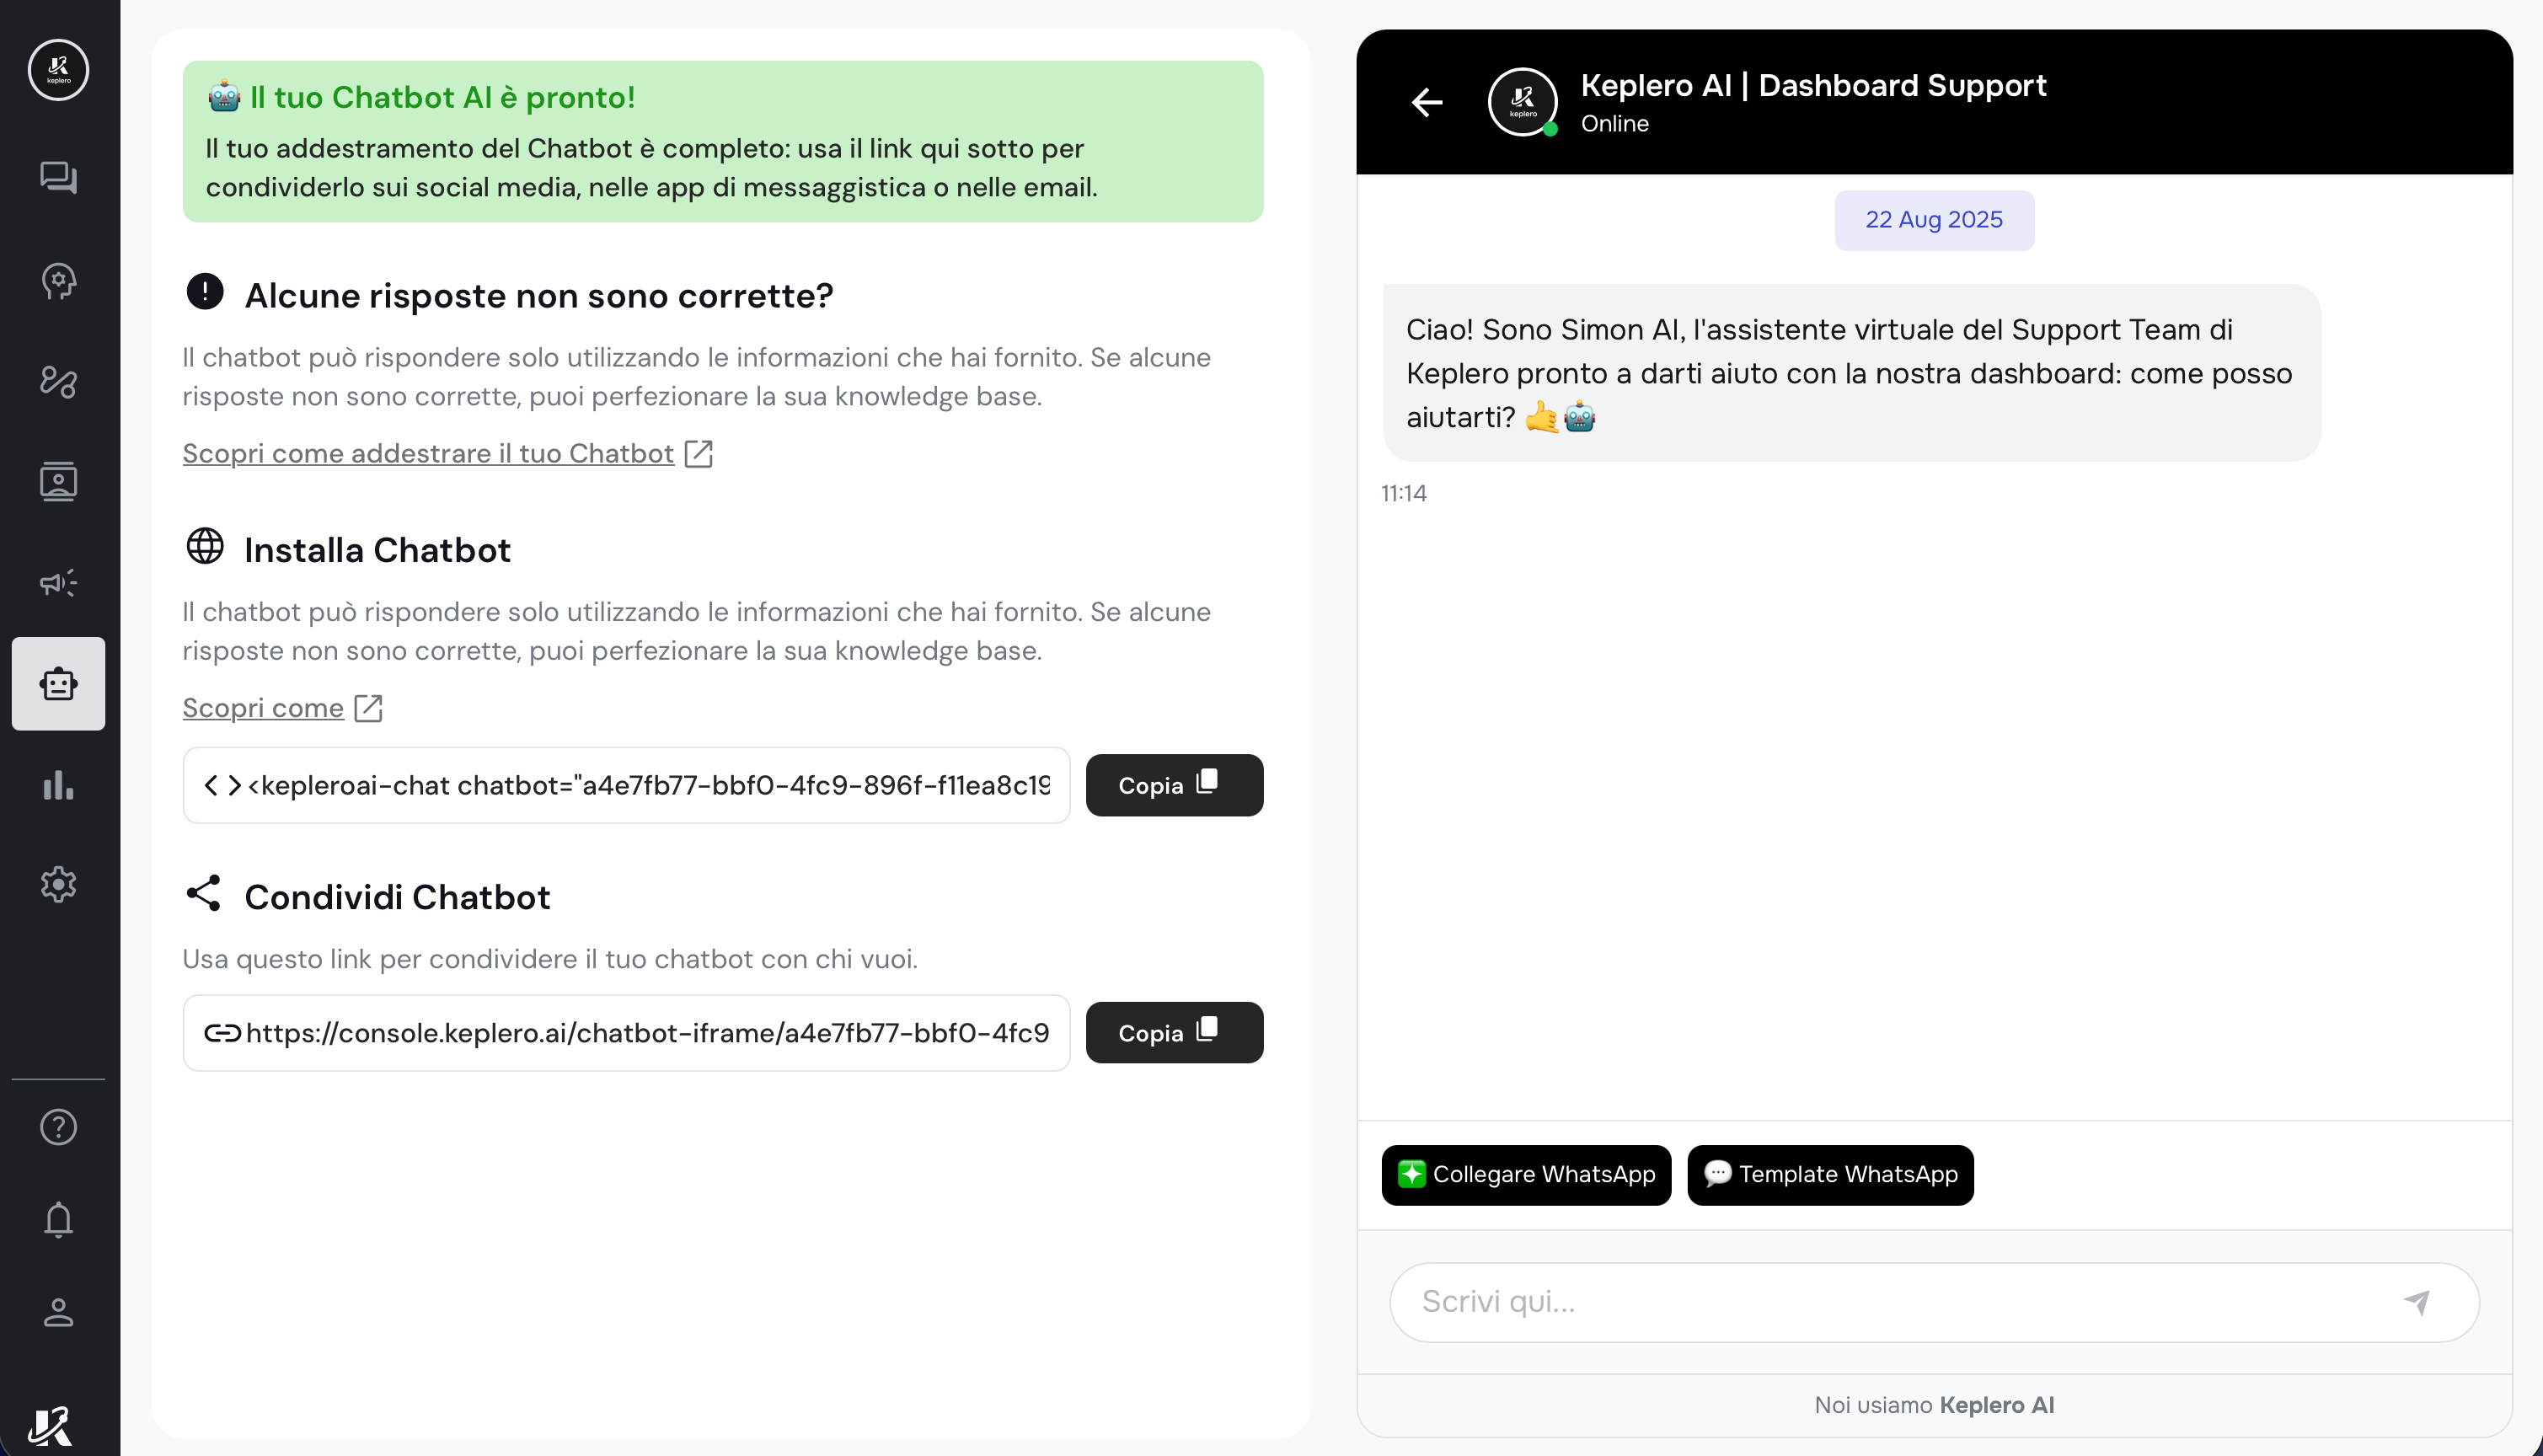 keplero
🤖 Il tuo Chatbot AI è pronto!
Il tuo addestramento del Chatbot è completo: usa il link qui sotto per
condividerlo sui social media, nelle app di messaggistica o nelle email.
Alcune risposte non sono corrette?
Il chatbot può rispondere solo utilizzando le informazioni che hai fornito. Se alcune
risposte non sono corrette, puoi perfezionare la sua knowledge base.
Scopri come addestrare il tuo Chatbot
Installa Chatbot
Il chatbot può rispondere solo utilizzando le informazioni che hai fornito. Se alcune
risposte non sono corrette, puoi perfezionare la sua knowledge base.
Scopri come
<kepleroai-chat chatbot="a4e7fb77-bbf0-4fc9-896f-f11ea8c19
Copia
Condividi Chatbot
Usa questo link per condividere il tuo chatbot con chi vuoi.
https://console.keplero.ai/chatbot-iframe/a4e7fb77-bbf0-4fc9
Copia
keplero
Keplero AI | Dashboard Support
Online
22 Aug 2025
Ciao! Sono Simon AI, l'assistente virtuale del Support Team di
Keplero pronto a darti aiuto con la nostra dashboard: come posso
aiutarti? 🤙🤖
11:14
Collegare WhatsApp
💬 Template WhatsApp
Scrivi qui...
Noi usiamo Keplero AI